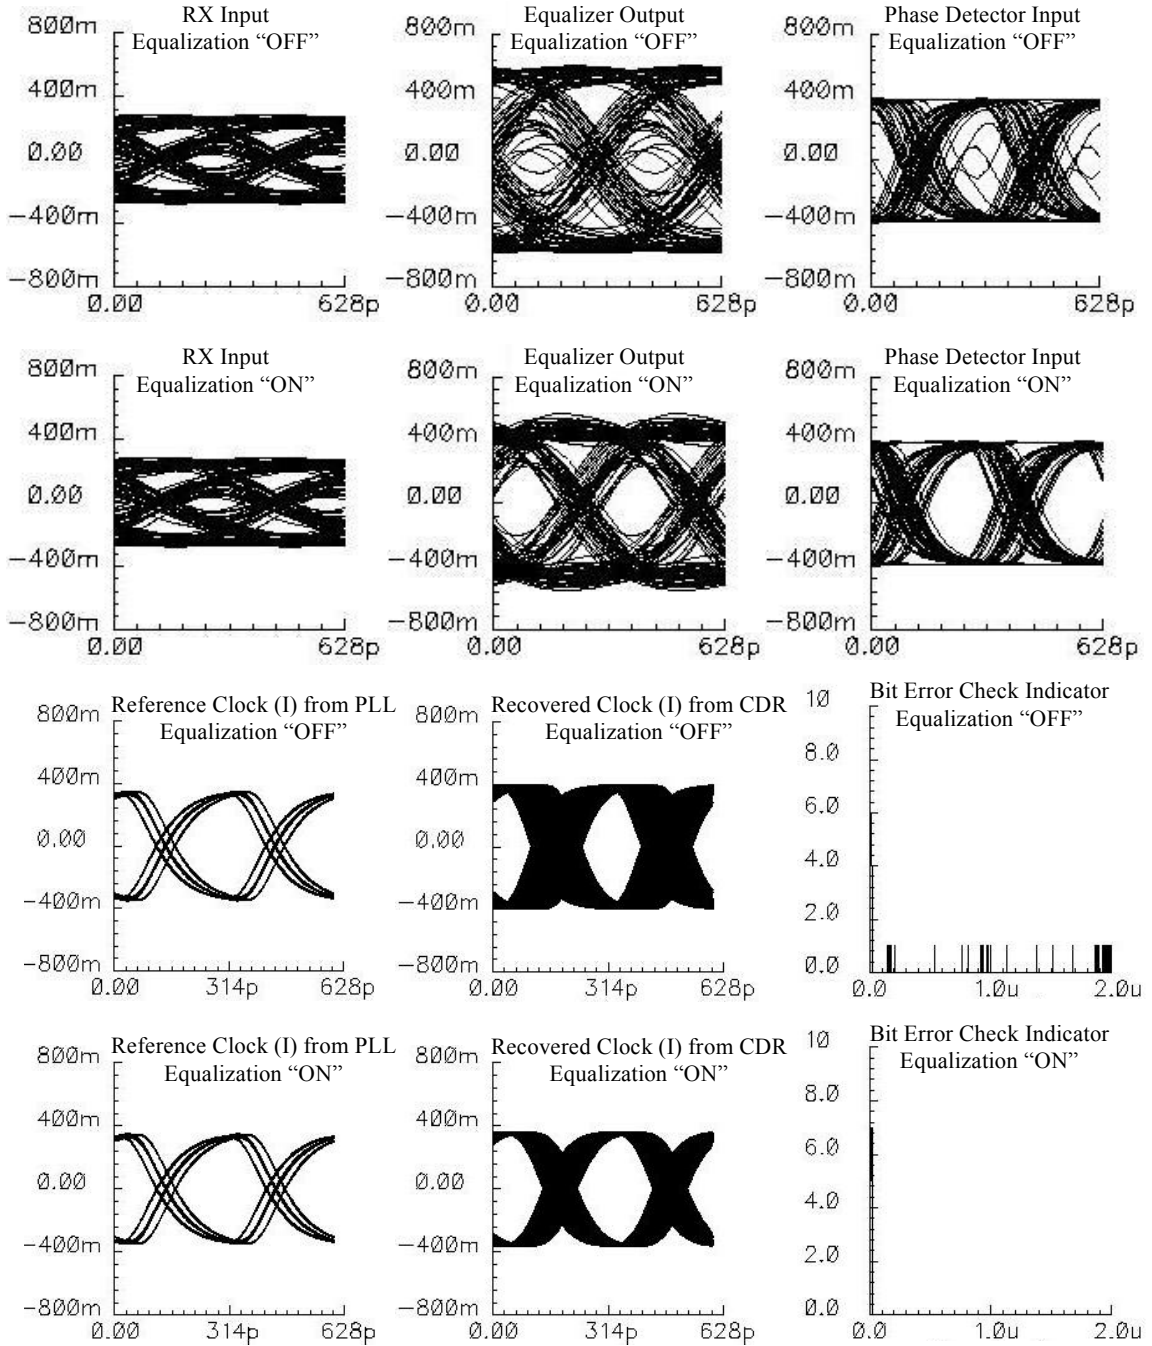 RX Input
Equalization “OFF”
800m
400m
0.00
−400m
−800m
0.00
628p
Equalizer Output
Equalization “OFF”
800m
400m
0.00
−400m
−800m
0.00
628p
Phase Detector Input
Equalization “OFF”
800m
400m
0.00
−400m
−800m
0.00
628p
RX Input
Equalization “ON”
800m
400m
0.00
−400m
−800m
0.00
628p
Equalizer Output
Equalization “ON”
800m
400m
0.00
−400m
−800m
0.00
628p
Phase Detector Input
Equalization “ON”
800m
400m
0.00
−400m
−800m
0.00
628p
Reference Clock (I) from PLL
Equalization “OFF”
800m
400m
0.00
−400m
−800m
0.00
314p
628p
Recovered Clock (I) from CDR
Equalization “OFF”
800m
400m
0.00
−400m
−800m
0.00
314p
628p
Bit Error Check Indicator
Equalization “OFF”
10
8.0
6.0
4.0
2.0
0.0
0.0
1.0u
2.0u
Reference Clock (I) from PLL
Equalization “ON”
800m
400m
0.00
−400m
−800m
0.00
314p
628p
Recovered Clock (I) from CDR
Equalization “ON”
800m
400m
0.00
−400m
−800m
0.00
314p
628p
Bit Error Check Indicator
Equalization “ON”
10
8.0
6.0
4.0
2.0
0.0
0.0
1.0u
2.0u